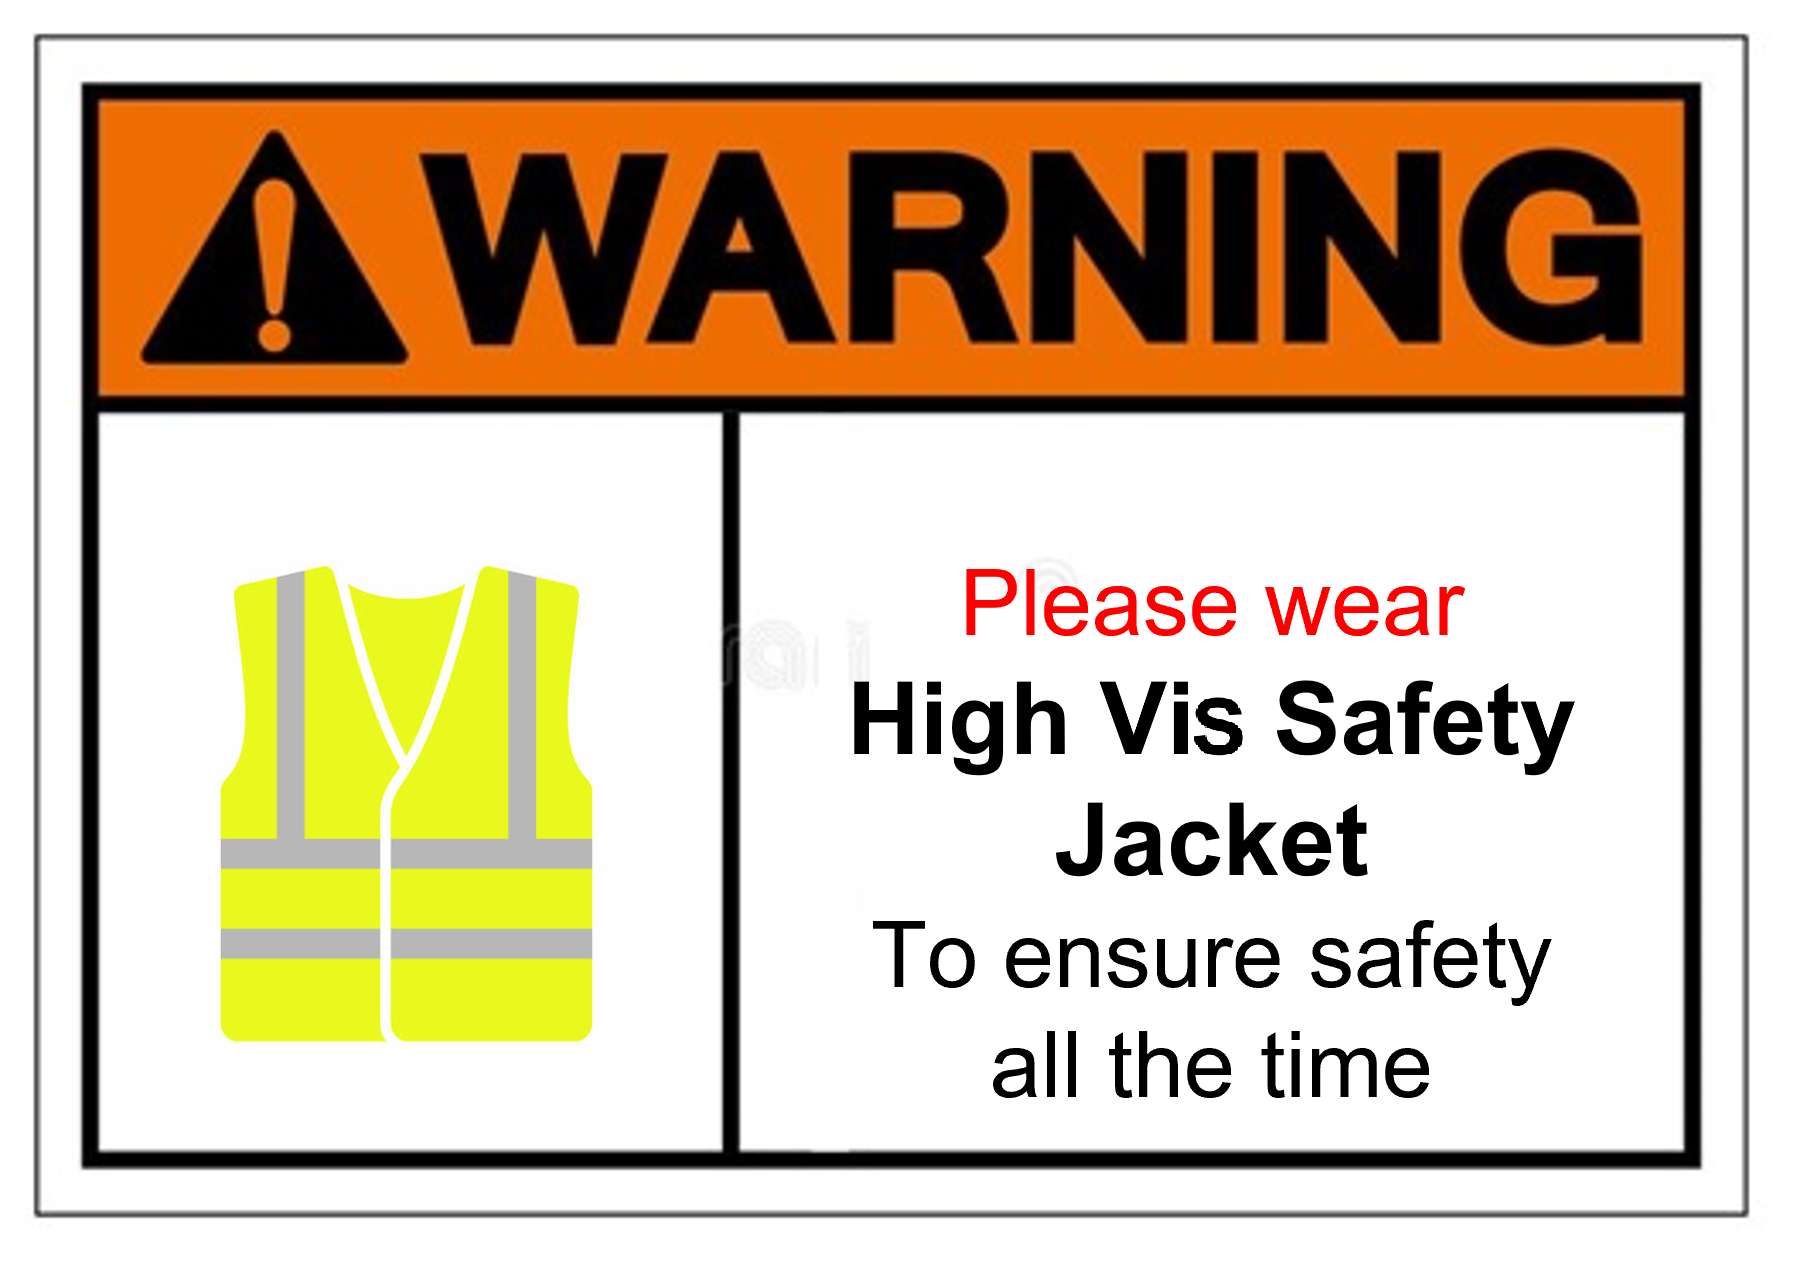 WARNING
Please wear
High Vis Safety
Jacket
To ensure safety
all the time